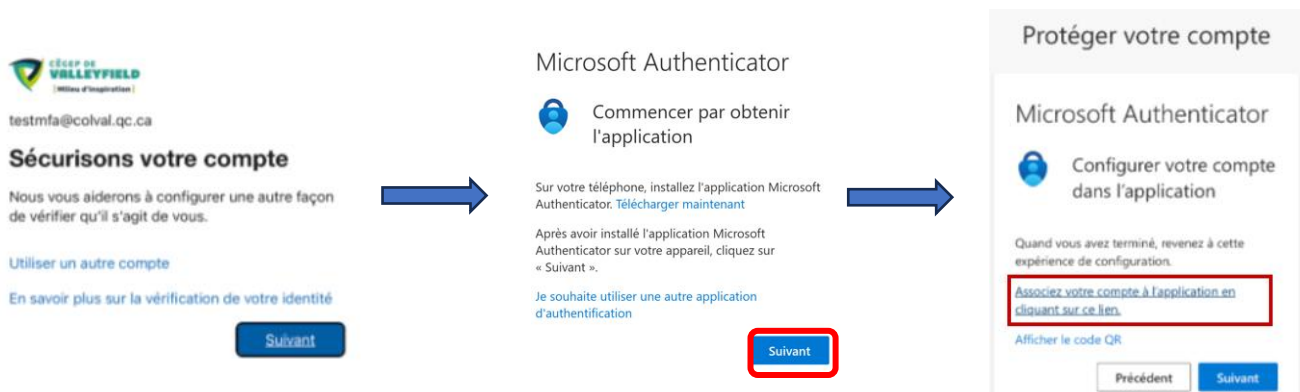 CÉGEP DE
VALLEYFIELD
[Milieu d'inspiration]
testmfa@colval.qc.ca
Sécurisons votre compte
Nous vous aiderons à configurer une autre façon
de vérifier qu'il s'agit de vous.
Utiliser un autre compte
En savoir plus sur la vérification de votre identité
Suivant
Microsoft Authenticator
Commencer par obtenir
l'application
Sur votre téléphone, installez l'application Microsoft
Authenticator. Télécharger maintenant
Après avoir installé l'application Microsoft
Authenticator sur votre appareil, cliquez sur
« Suivant ».
Je souhaite utiliser une autre application
d'authentification
Suivant
Protéger votre compte
Microsoft Authenticator
Configurer votre compte
dans l'application
Quand vous avez terminé, revenez à cette
expérience de configuration.
Associez votre compte à l'application en
cliquant sur ce lien.
Afficher le code QR
Précédent
Suivant